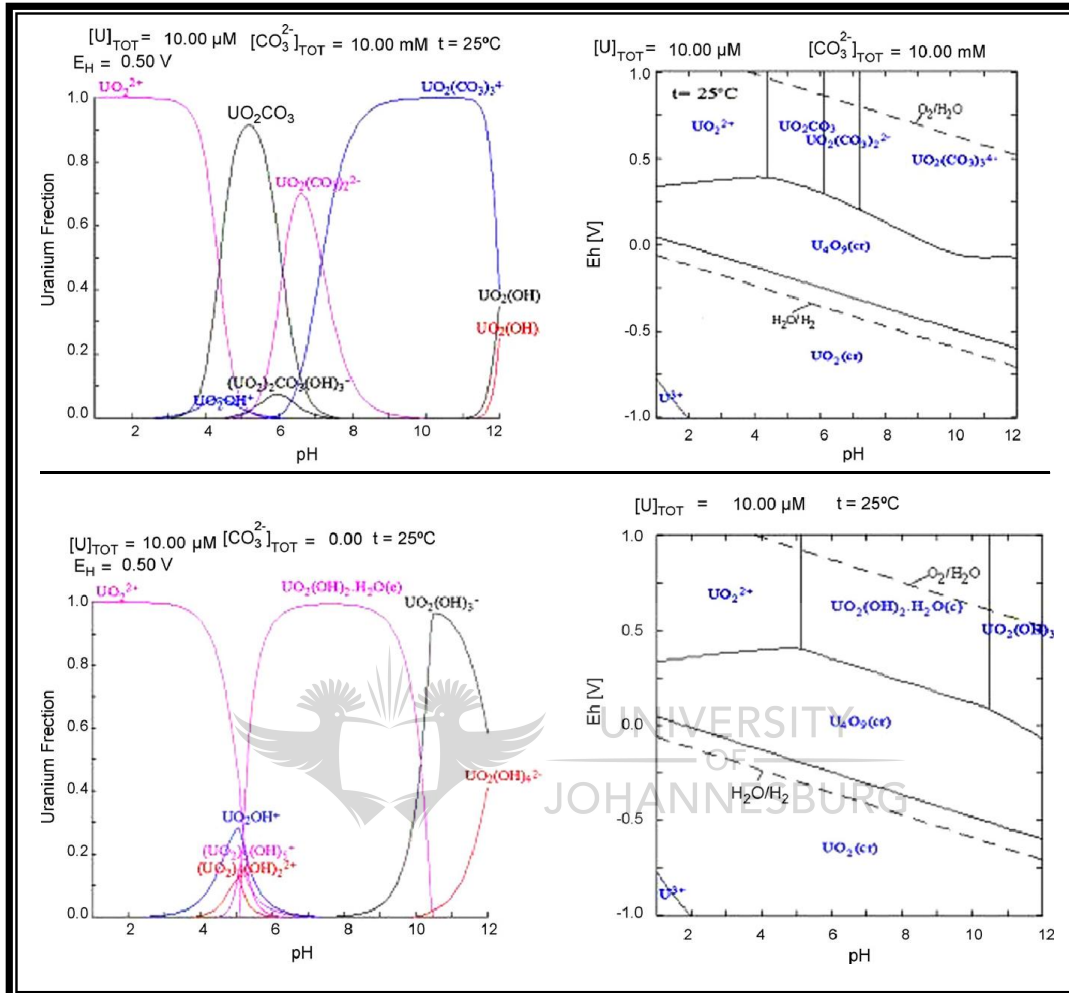 [U]TOT = 10.00 µM [CO3 2-]TOT = 10.00 mM t = 25ºC
EH = 0.50 V
UO2 2+
UO2CO3
UO2(CO3)3 4-
UO2(CO3)2 2-
(UO2)2CO3(OH)3-
UO2OH+
UO2(OH)
UO2(OH)
Uranium Frection
1.0
0.8
0.6
0.4
0.2
0.0
2 4 6 8 10 12
pH
[U]TOT = 10.00 µM [CO3 2-]TOT = 10.00 mM
t= 25°C
O2/H2O
UO2 2+
UO2CO3
UO2(CO3)2 2-
UO2(CO3)3 4-
U4O9(cr)
H2O/H2
UO2(cr)
U3+
Eh [V]
1.0
0.5
0.0
-0.5
-1.0
2 4 6 8 10 12
pH
[U]TOT = 10.00 µM [CO3 2-]TOT = 0.00 t = 25ºC
EH = 0.50 V
UO2 2+
UO2(OH)2.H2O(c)
UO2(OH)3-
UO2OH+
(UO2) (OH)5+
(UO2) (OH)2 2+
UO2(OH)4 2-
Uranium Frection
1.0
0.8
0.6
0.4
0.2
0.0
2 4 6 8 10 12
pH
[U]TOT = 10.00 µM t = 25ºC
O2/H2O
UO2 2+
UO2(OH)2.H2O(c)
UO2(OH)3
U4O9(cr)
H2O/H2
UO2(cr)
U3+
Eh [V]
1.0
0.5
0.0
-0.5
-1.0
2 4 6 8 10 12
pH
UNIVERSITY
OF
JOHANNESBURG